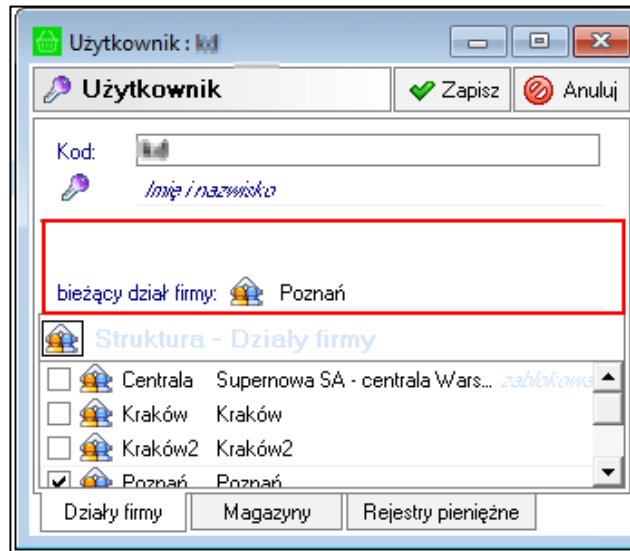 Użytkownik :
Użytkownik Zapisz Anuluj
Kod:
Imię i nazwisko
bieżący dział firmy: Poznań
Struktura - Działy firmy
Centrala Supernowa SA - centrala Wars...
Kraków Kraków
Kraków2 Kraków2
Poznań Poznań
Działy firmy Magazyny Rejestry pieniężne